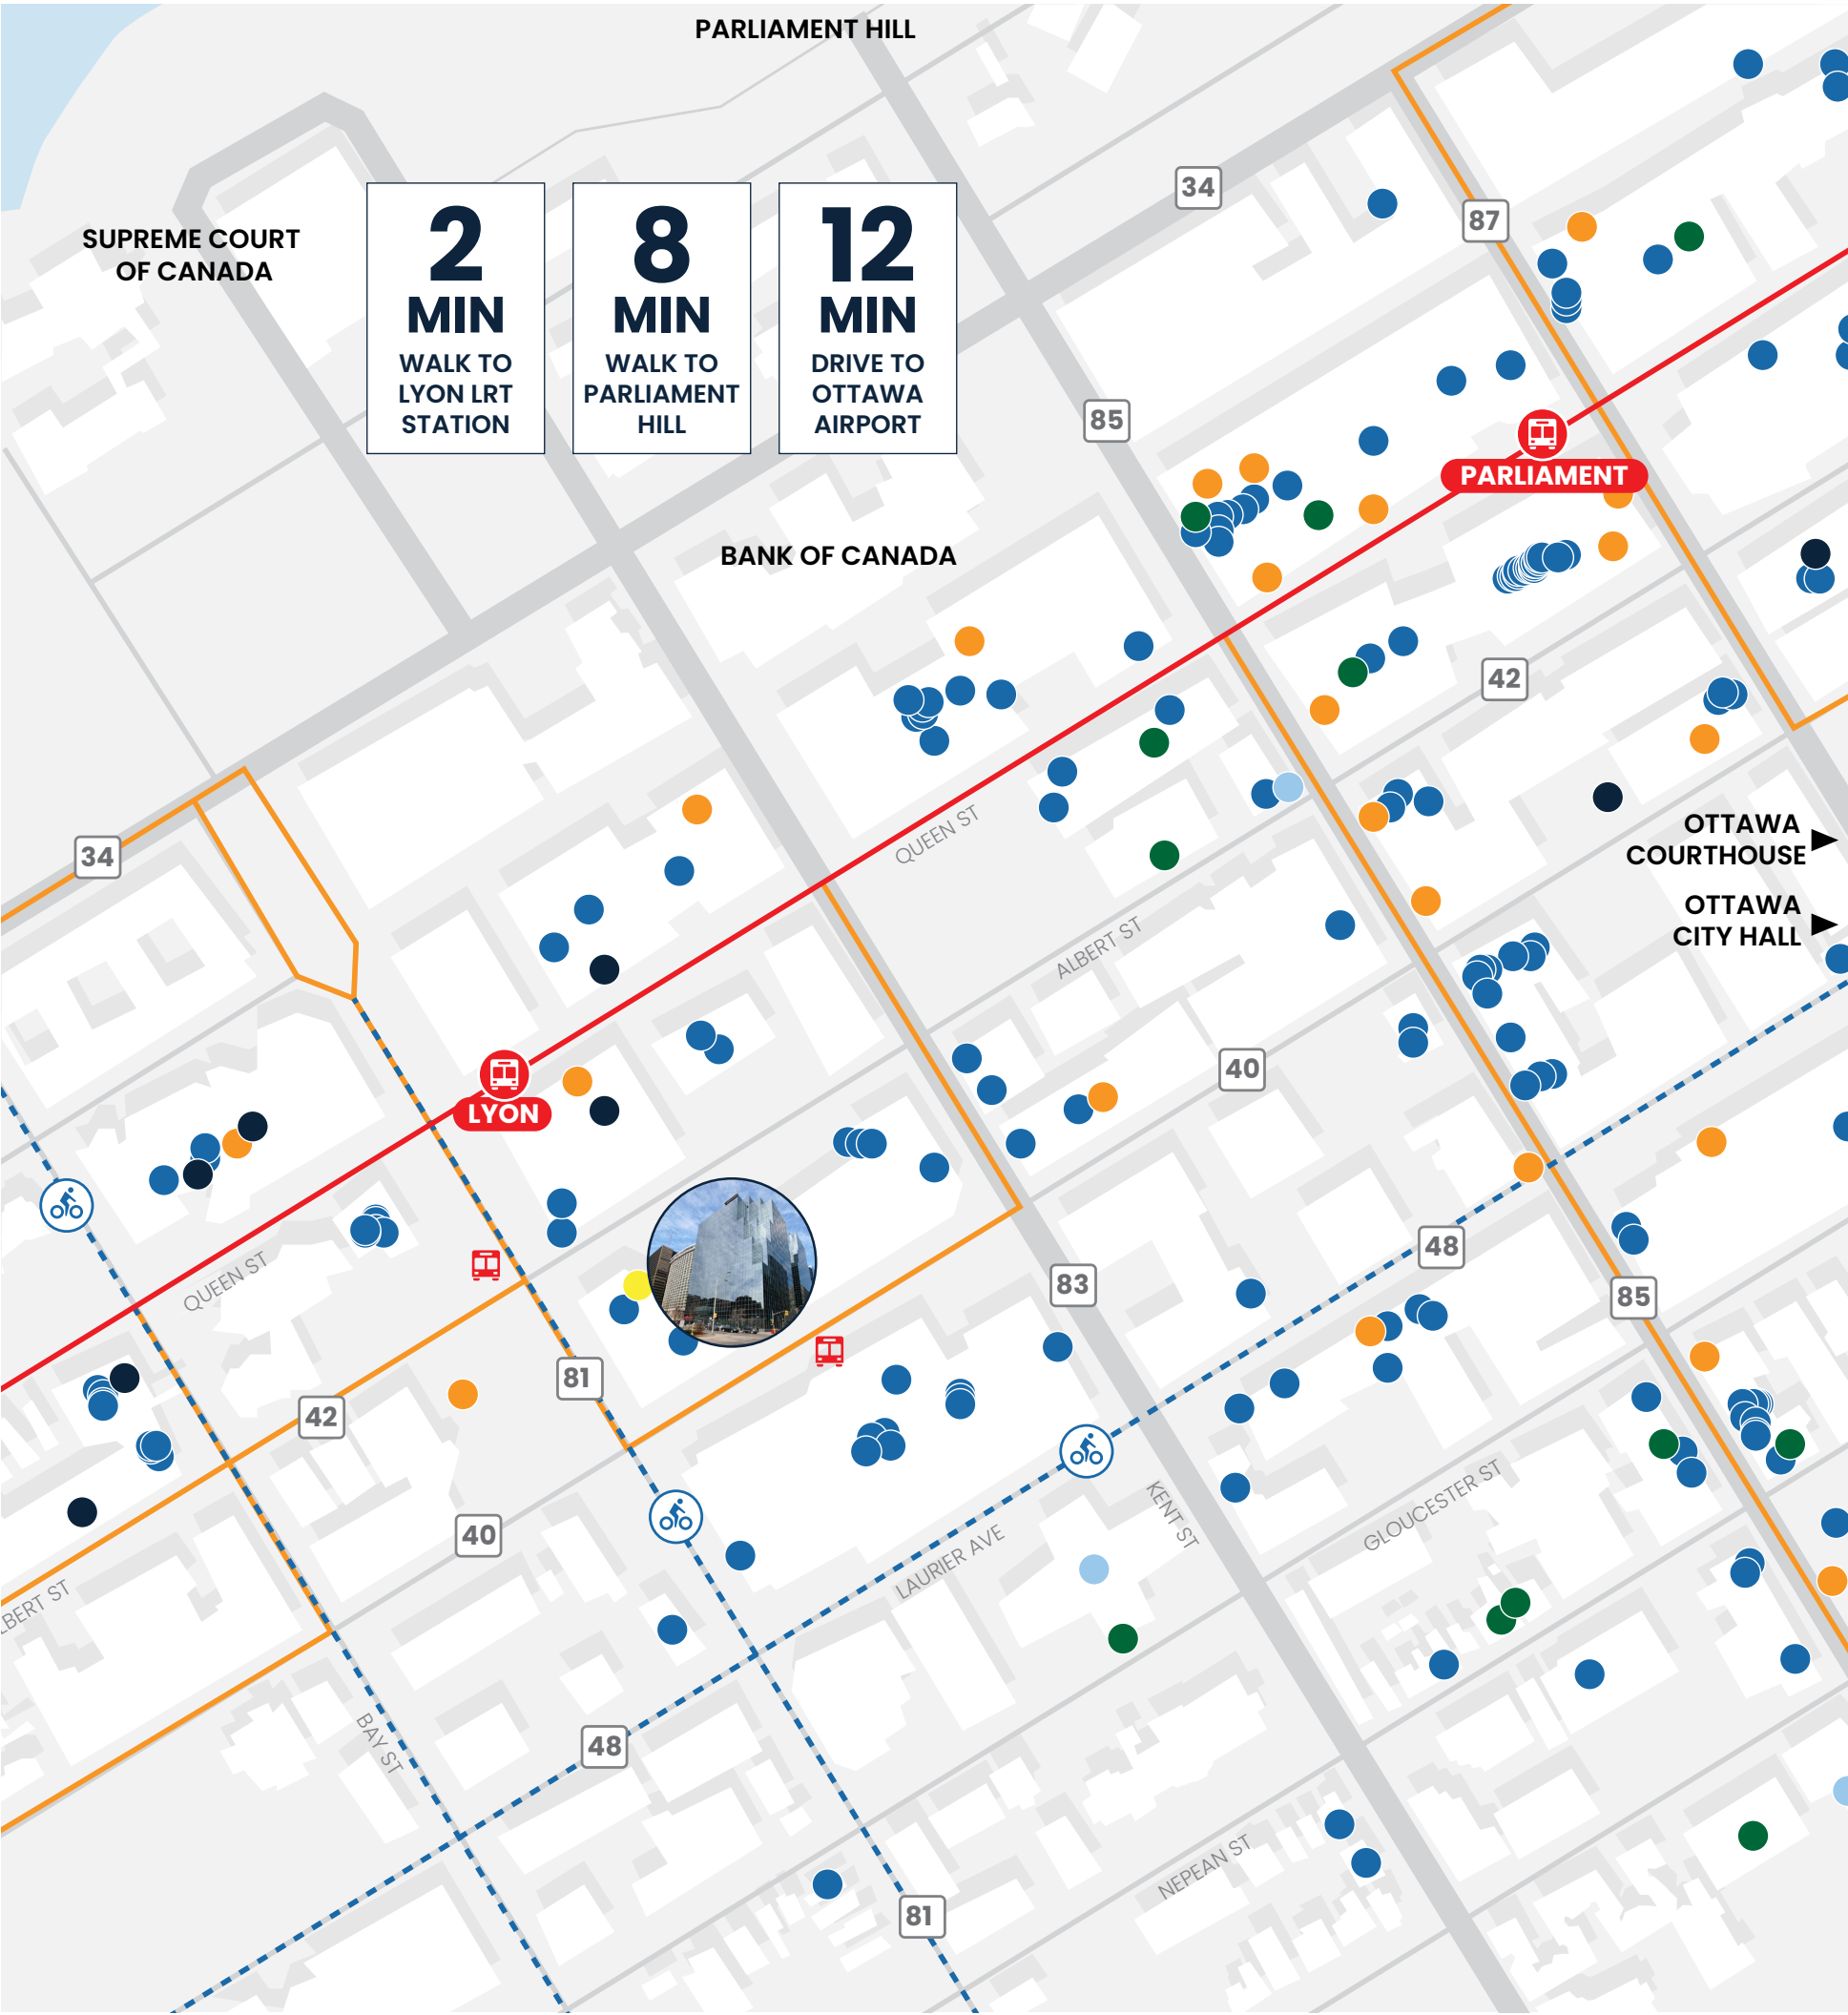 PARLIAMENT HILL
SUPREME COURT
OF CANADA
2
MIN
WALK TO
LYON LRT
STATION
8
MIN
WALK TO
PARLIAMENT
HILL
12
MIN
DRIVE TO
OTTAWA
AIRPORT
34
87
85
PARLIAMENT
BANK OF CANADA
42
QUEEN ST
OTTAWA
COURTHOUSE
34
OTTAWA
CITY HALL
ALBERT ST
40
LYON
48
QUEEN ST
83
85
81
42
40
KENT ST
GLOUCESTER ST
LAURIER AVE
LBERT ST
BAY ST
48
NEPEAN ST
81